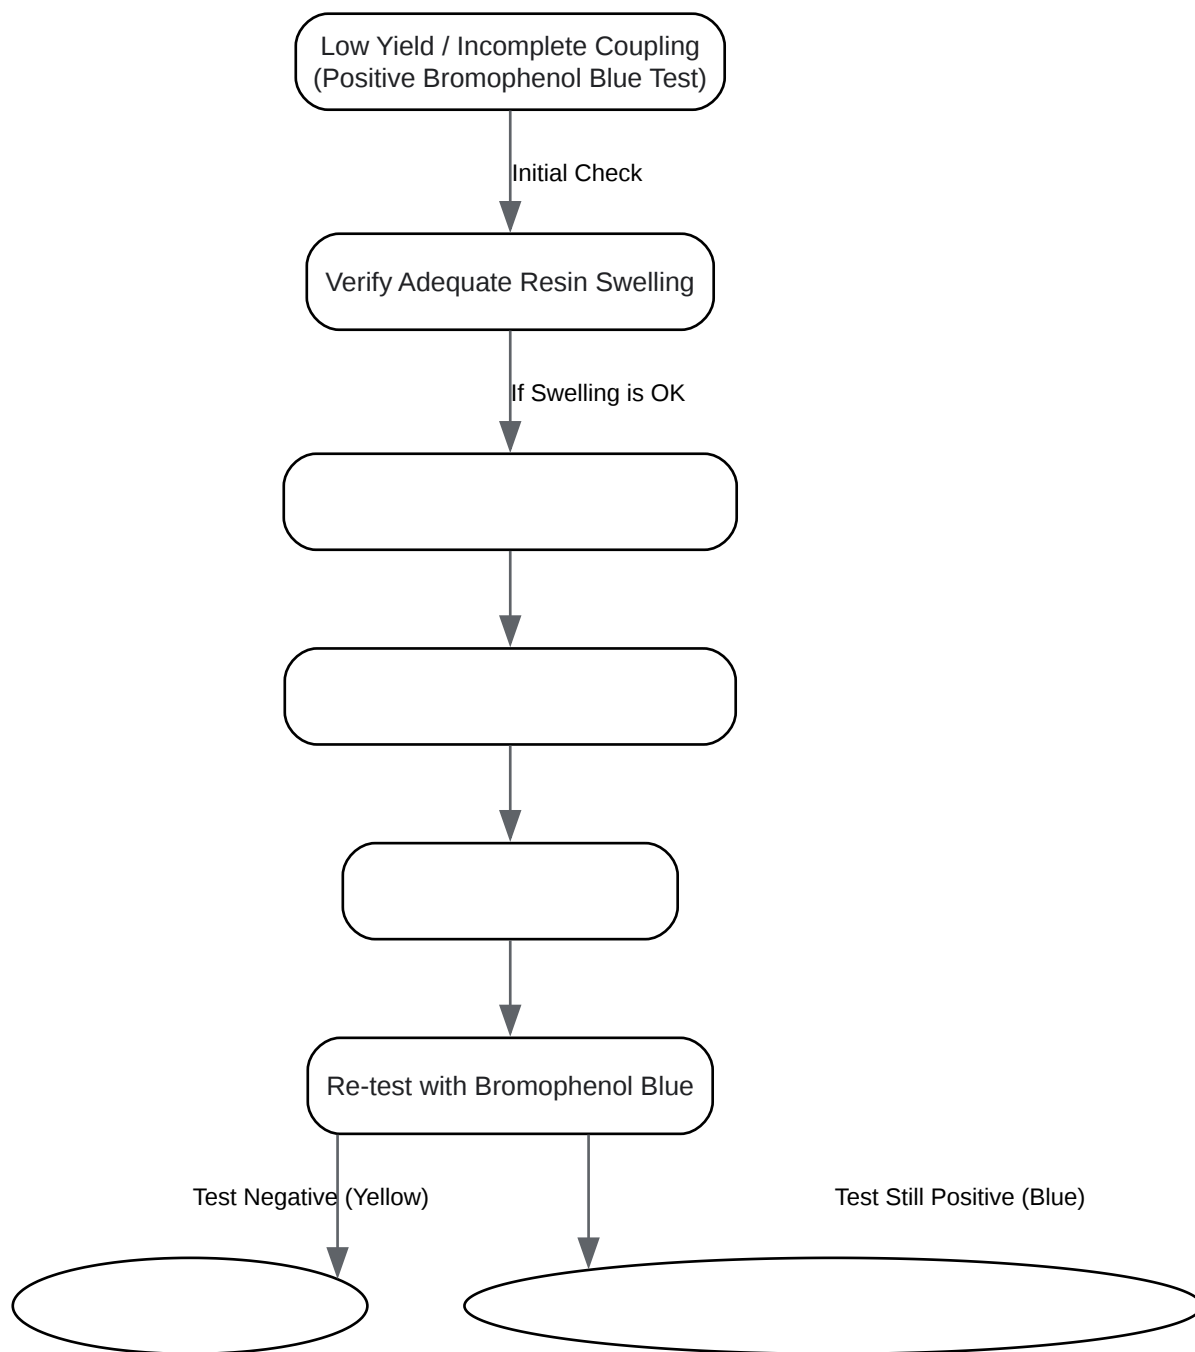 Low Yield / Incomplete Coupling
(Positive Bromophenol Blue Test)
Initial Check
Verify Adequate Resin Swelling
If Swelling is OK
Re-test with Bromophenol Blue
Test Negative (Yellow)
Test Still Positive (Blue)